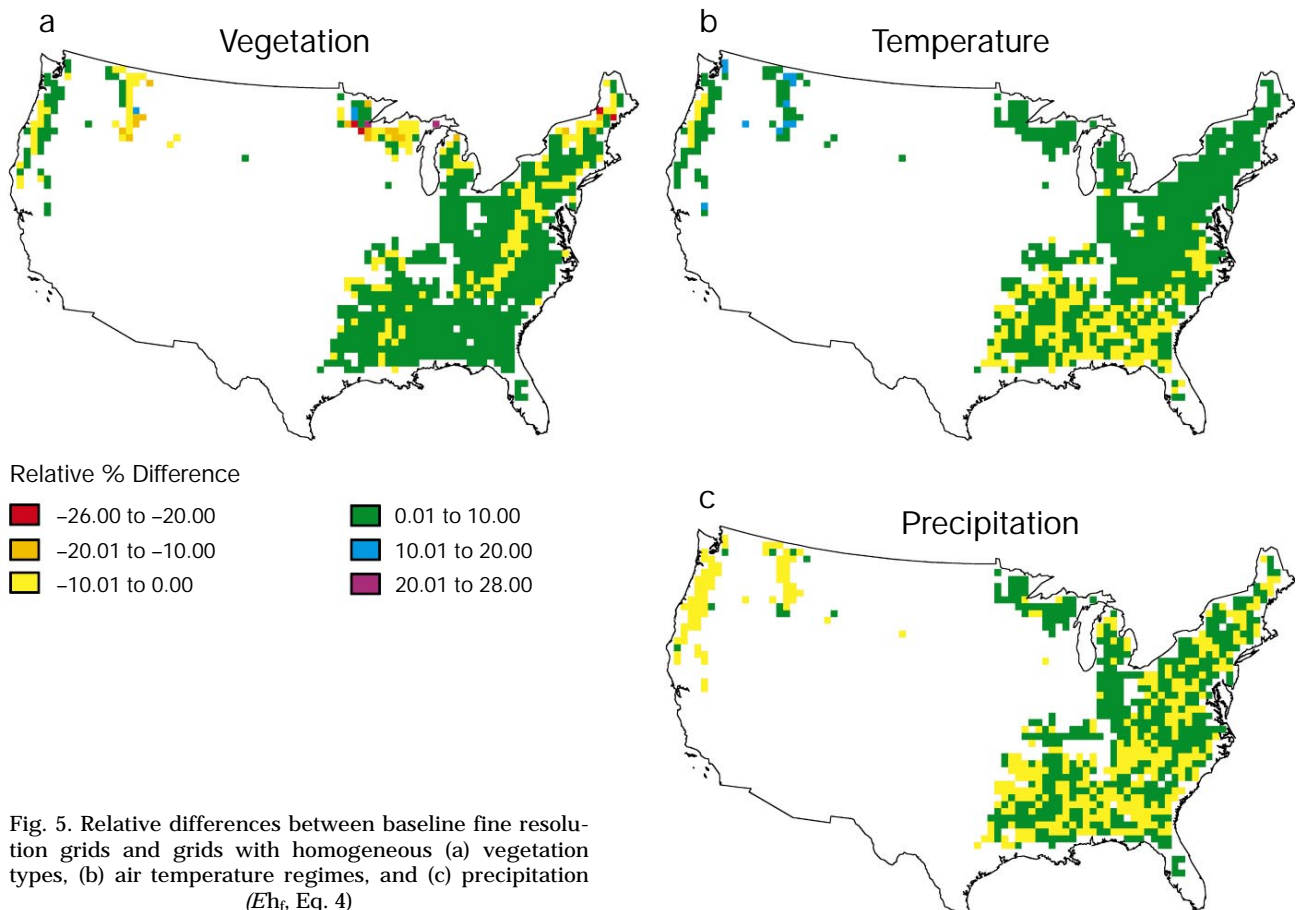 a
Vegetation
b
Temperature
Relative % Difference
–26.00 to –20.00
–20.01 to –10.00
–10.01 to 0.00
0.01 to 10.00
10.01 to 20.00
20.01 to 28.00
c
Precipitation
Fig. 5. Relative differences between baseline fine resolu-
tion grids and grids with homogeneous (a) vegetation
types, (b) air temperature regimes, and (c) precipitation
(Ehf, Eq. 4)